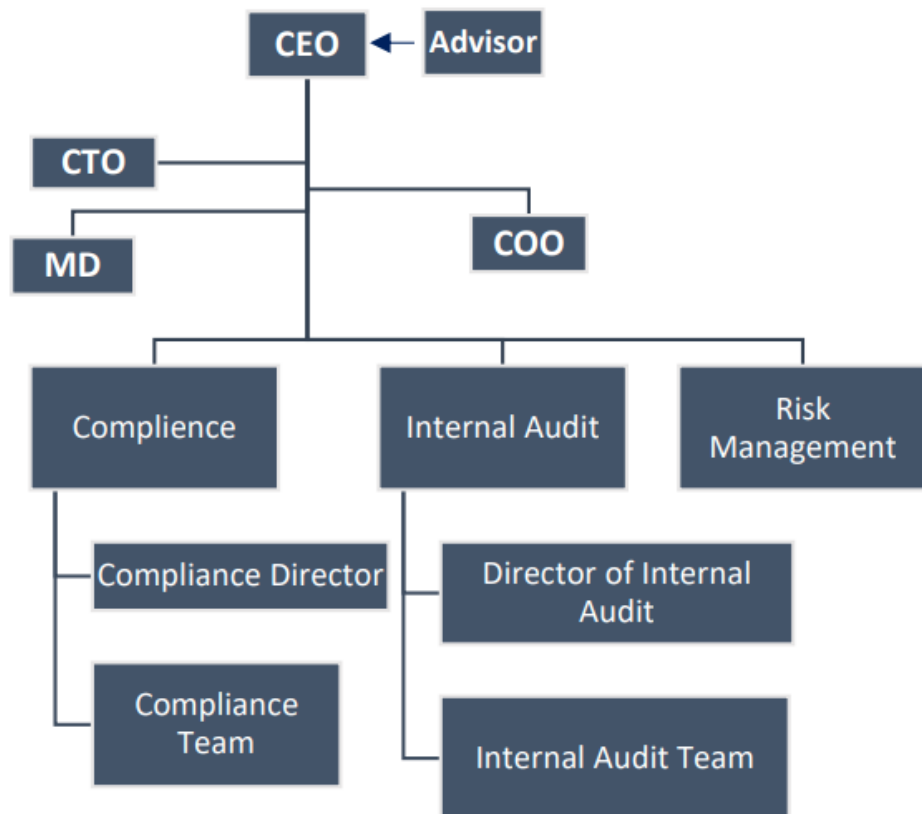 CEO
Advisor
CTO
COO
MD
Complience
Internal Audit
Risk
Management
Compliance Director
Director of Internal
Audit
Compliance
Team
Internal Audit Team